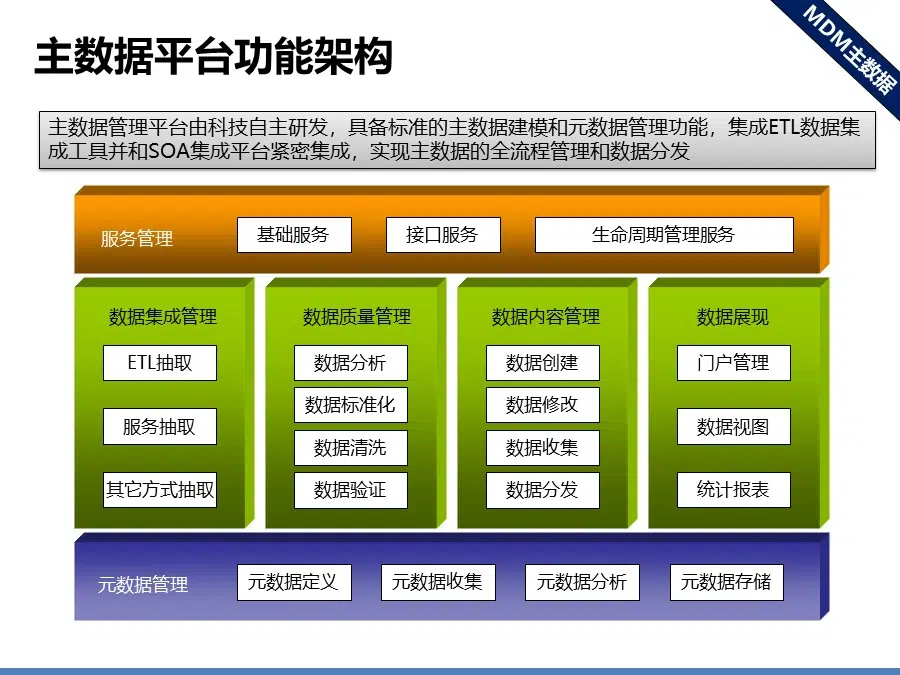 主数据平台功能架构
MDM主数据
主数据管理平台由科技自主研发，具备标准的主数据建模和元数据管理功能，集成ETL数据集
成工具并和SOA集成平台紧密集成，实现主数据的全流程管理和数据分发
服务管理
基础服务
接口服务
生命周期管理服务
数据集成管理
ETL抽取
服务抽取
其它方式抽取
数据质量管理
数据分析
数据标准化
数据清洗
数据验证
数据内容管理
数据创建
数据修改
数据收集
数据分发
数据展现
门户管理
数据视图
统计报表
元数据管理
元数据定义
元数据收集
元数据分析
元数据存储